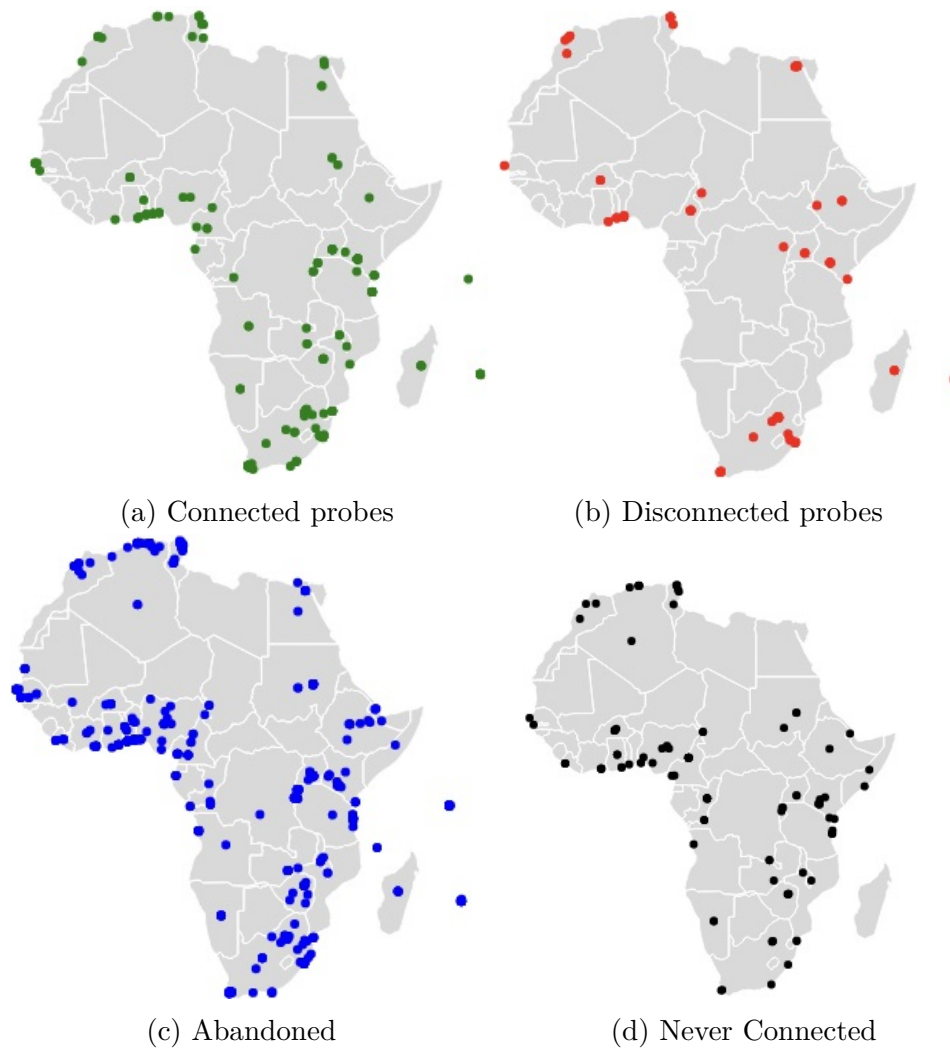 (a) Connected probes
(b) Disconnected probes
(c) Abandoned
(d) Never Connected